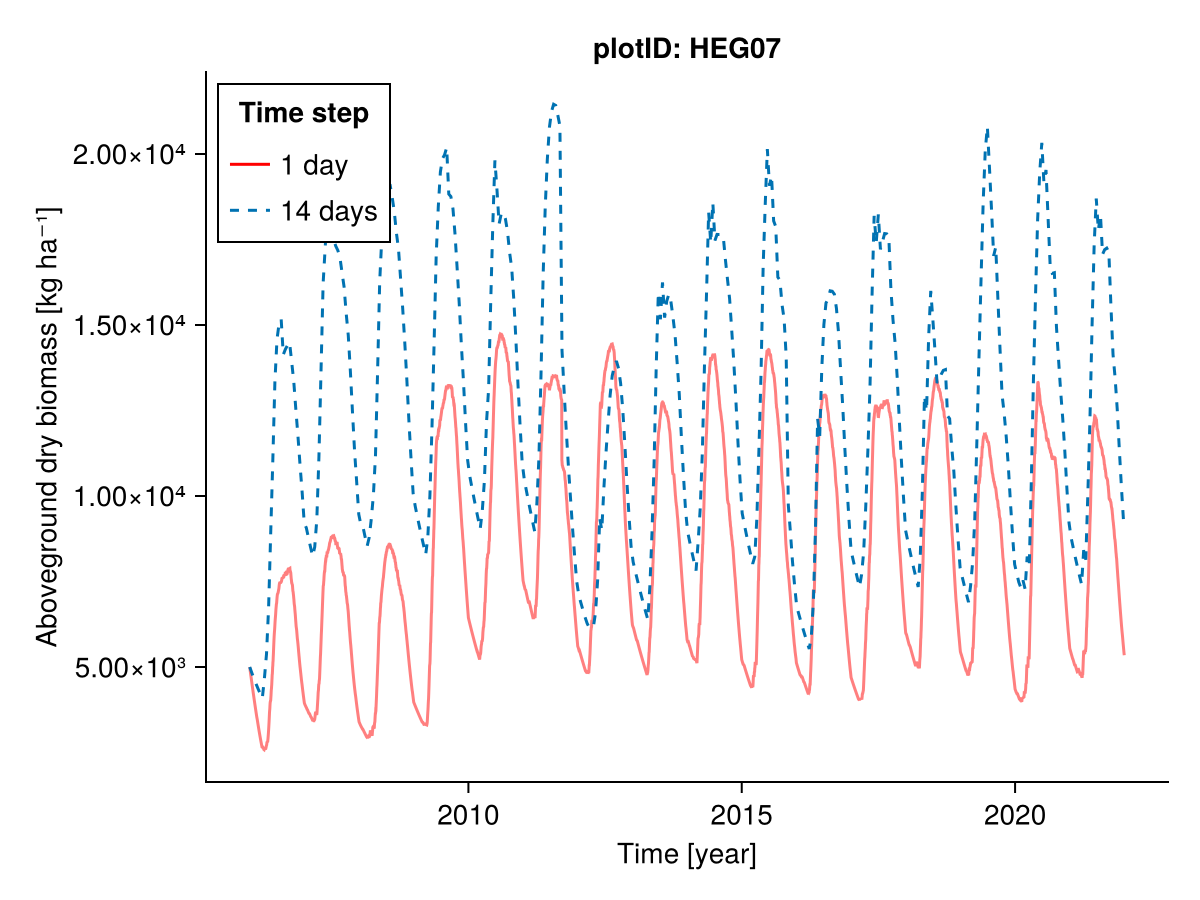 plotID: HEG07
Time step
1 day
14 days
2.00×10⁴
1.50×10⁴
1.00×10⁴
5.00×10³
Aboveground dry biomass [kg ha⁻¹]
2010 2015 2020
Time [year]